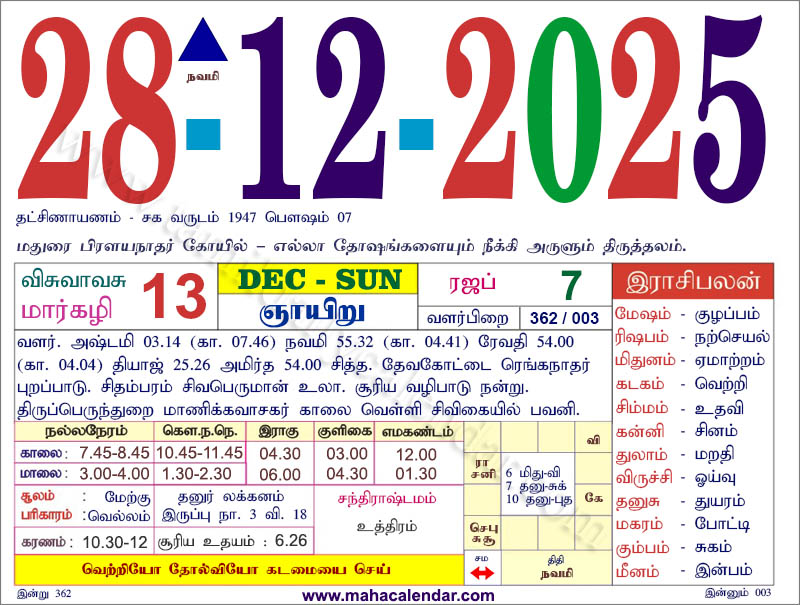 28-12-2025
நவமி
தட்சிணாயணம் - சக வருடம் 1947 பௌஷம் 07
மதுரை பிரளயநாதர் கோயில் – எல்லா தோஷங்களையும் நீக்கி அருளும் திருத்தலம்.
விசுவாவசு
மார்கழி 13
DEC - SUN
ஞாயிறு
ரஜப் 7
வளர்பிறை 362 / 003
வளர். அஷ்டமி 03.14 (கா. 07.46) நவமி 55.32 (கா. 04.41) ரேவதி 54.00
(கா. 04.04) தியாஜ் 25.26 அமிர்த 54.00 சித்த. தேவகோட்டை ரெங்கநாதர்
புறப்பாடு. சிதம்பரம் சிவபெருமான் உலா. சூரிய வழிபாடு நன்று.
திருப்பெருந்துறை மாணிக்கவாசகர் காலை வெள்ளி சிவிகையில் பவனி.
நல்லநேரம் கௌ.ந.நெ. இராகு குளிகை எமகண்டம்
காலை: 7.45-8.45 10.45-11.45 04.30 03.00 12.00
மாலை: 3.00-4.00 1.30-2.30 06.00 04.30 01.30
சூலம் : மேற்கு
பரிகாரம் :வெல்லம்
தனுர் லக்கனம்
இருப்பு நா. 3 வி. 18
கரணம்: 10.30-12 சூரிய உதயம் : 6.26
சந்திராஷ்டமம்
உத்திரம்
வெற்றியோ தோல்வியோ கடமையை செய்
வி
ரா
சனி
6 மிது-வி
7 தனு-சுக்
10 தனு-புத
கே
செபு
சுசூ
சம
திதி
நவமி
இராசிபலன்
மேஷம் - குழப்பம்
ரிஷபம் - நற்செயல்
மிதுனம் - ஏமாற்றம்
கடகம் - வெற்றி
சிம்மம் - உதவி
கன்னி - சினம்
துலாம் - மறதி
விருச்சி - ஓய்வு
தனுசு - துயரம்
மகரம் - போட்டி
கும்பம் - சுகம்
மீனம் - இன்பம்
இன்று 362
www.mahacalendar.com
இன்னும் 003